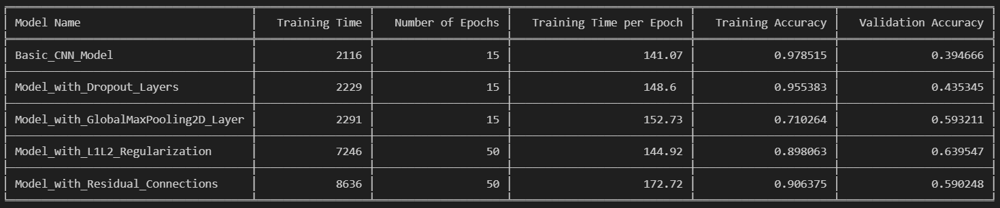 Model Name Training Time Number of Epochs Training Time per Epoch Training Accuracy Validation Accuracy
Basic_CNN_Model 2116 15 141.07 0.978515 0.394666
Model_with_Dropout_Layers 2229 15 148.6 0.955383 0.435345
Model_with_GlobalMaxPooling2D_Layer 2291 15 152.73 0.710264 0.593211
Model_with_L1L2_Regularization 7246 50 144.92 0.898063 0.639547
Model_with_Residual_Connections 8636 50 172.72 0.906375 0.590248